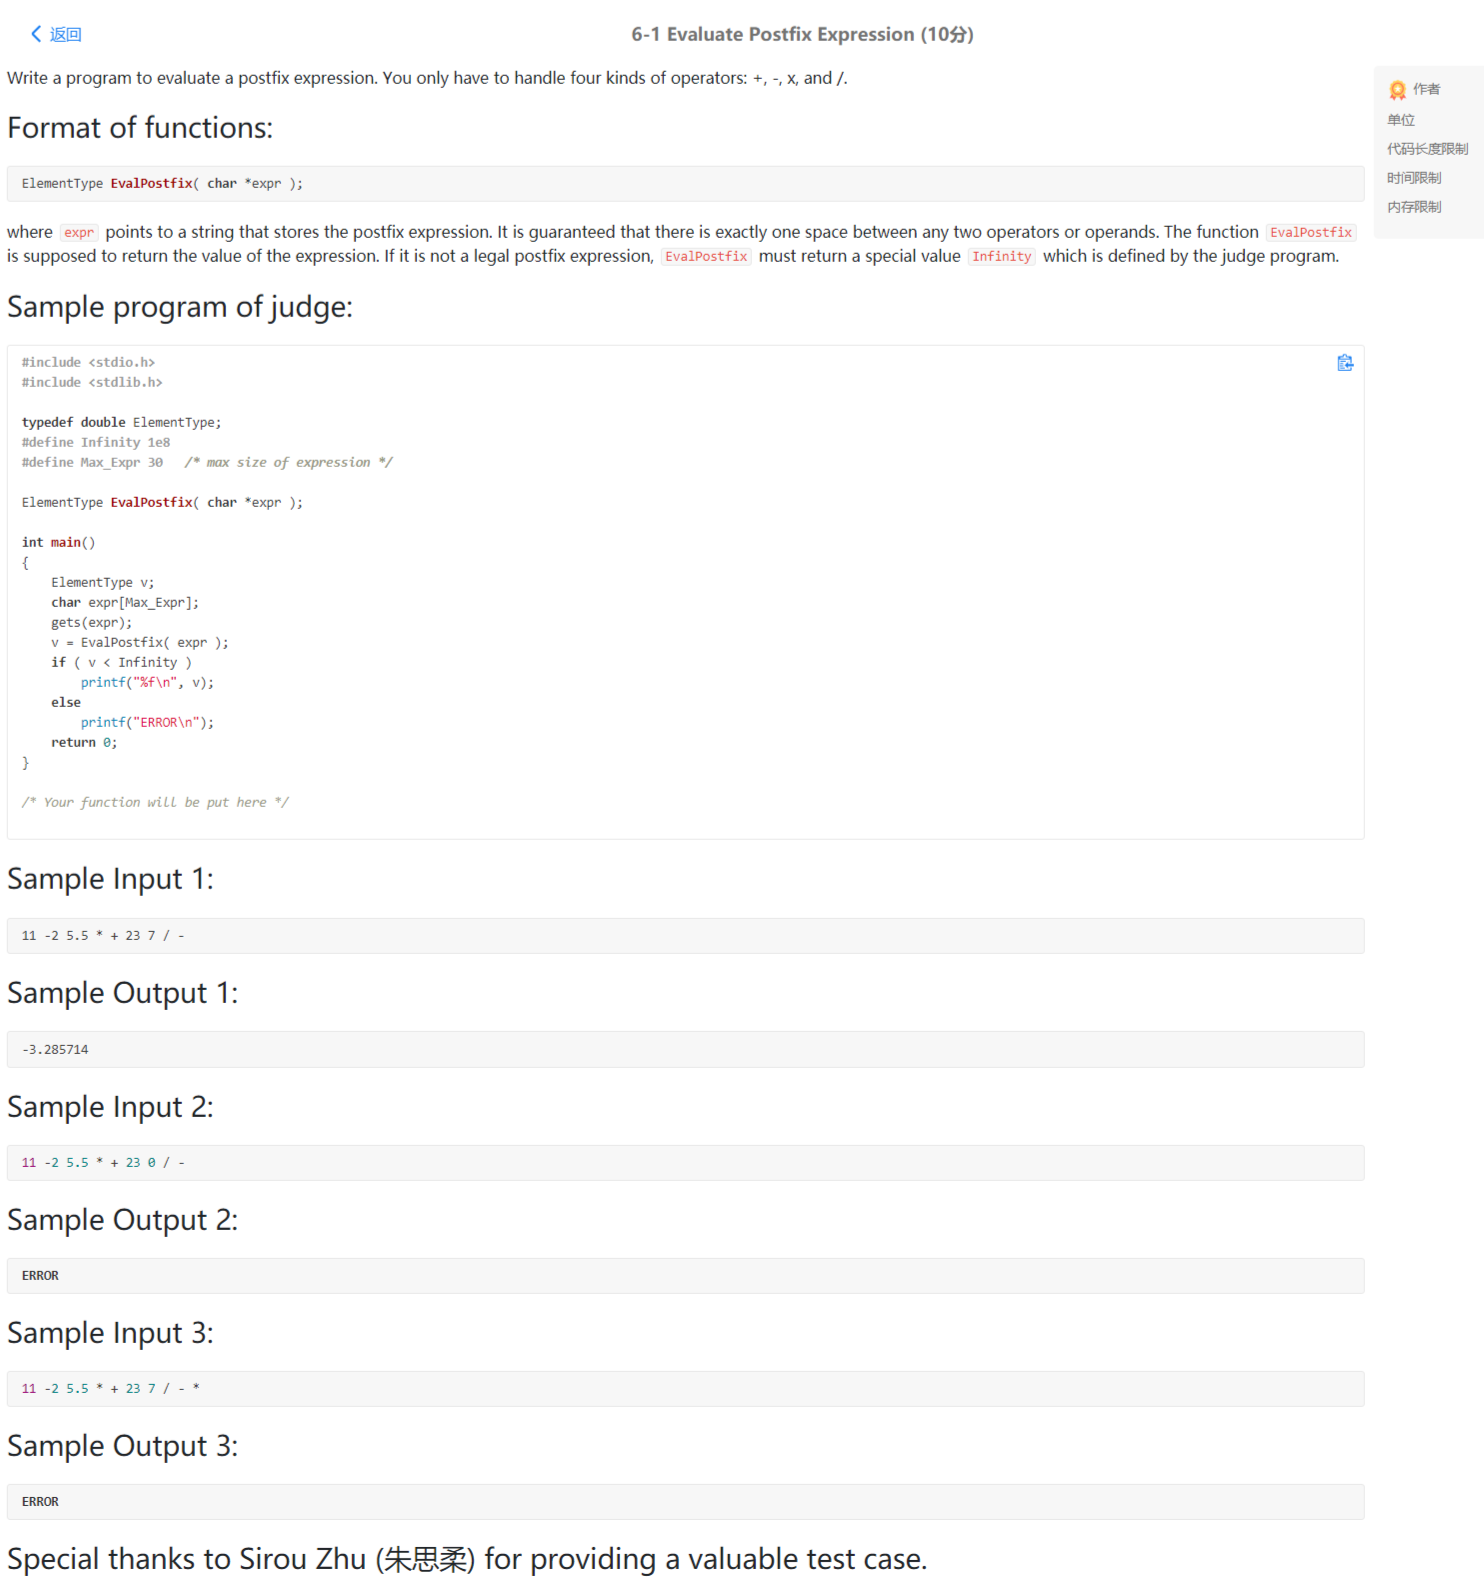 返回
6-1 Evaluate Postfix Expression (10分)
Write a program to evaluate a postfix expression. You only have to handle four kinds of operators: +, -, x, and /.
作者
单位
代码长度限制
时间限制
内存限制
Format of functions:
ElementType EvalPostfix( char *expr );
where expr points to a string that stores the postfix expression. It is guaranteed that there is exactly one space between any two operators or operands. The function EvalPostfix
is supposed to return the value of the expression. If it is not a legal postfix expression, EvalPostfix must return a special value Infinity which is defined by the judge program.
Sample program of judge:
#include <stdio.h>
#include <stdlib.h>
typedef double ElementType;
#define Infinity 1e8
#define Max_Expr 30   /* max size of expression */
ElementType EvalPostfix( char *expr );
int main()
{
    ElementType v;
    char expr[Max_Expr];
    gets(expr);
    v = EvalPostfix( expr );
    if ( v < Infinity )
        printf("%f\n", v);
    else
        printf("ERROR\n");
    return 0;
}
/* Your function will be put here */
Sample Input 1:
11 -2 5.5 * + 23 7 / -
Sample Output 1:
-3.285714
Sample Input 2:
11 -2 5.5 * + 23 0 / -
Sample Output 2:
ERROR
Sample Input 3:
11 -2 5.5 * + 23 7 / - *
Sample Output 3:
ERROR
Special thanks to Sirou Zhu (朱思柔) for providing a valuable test case.